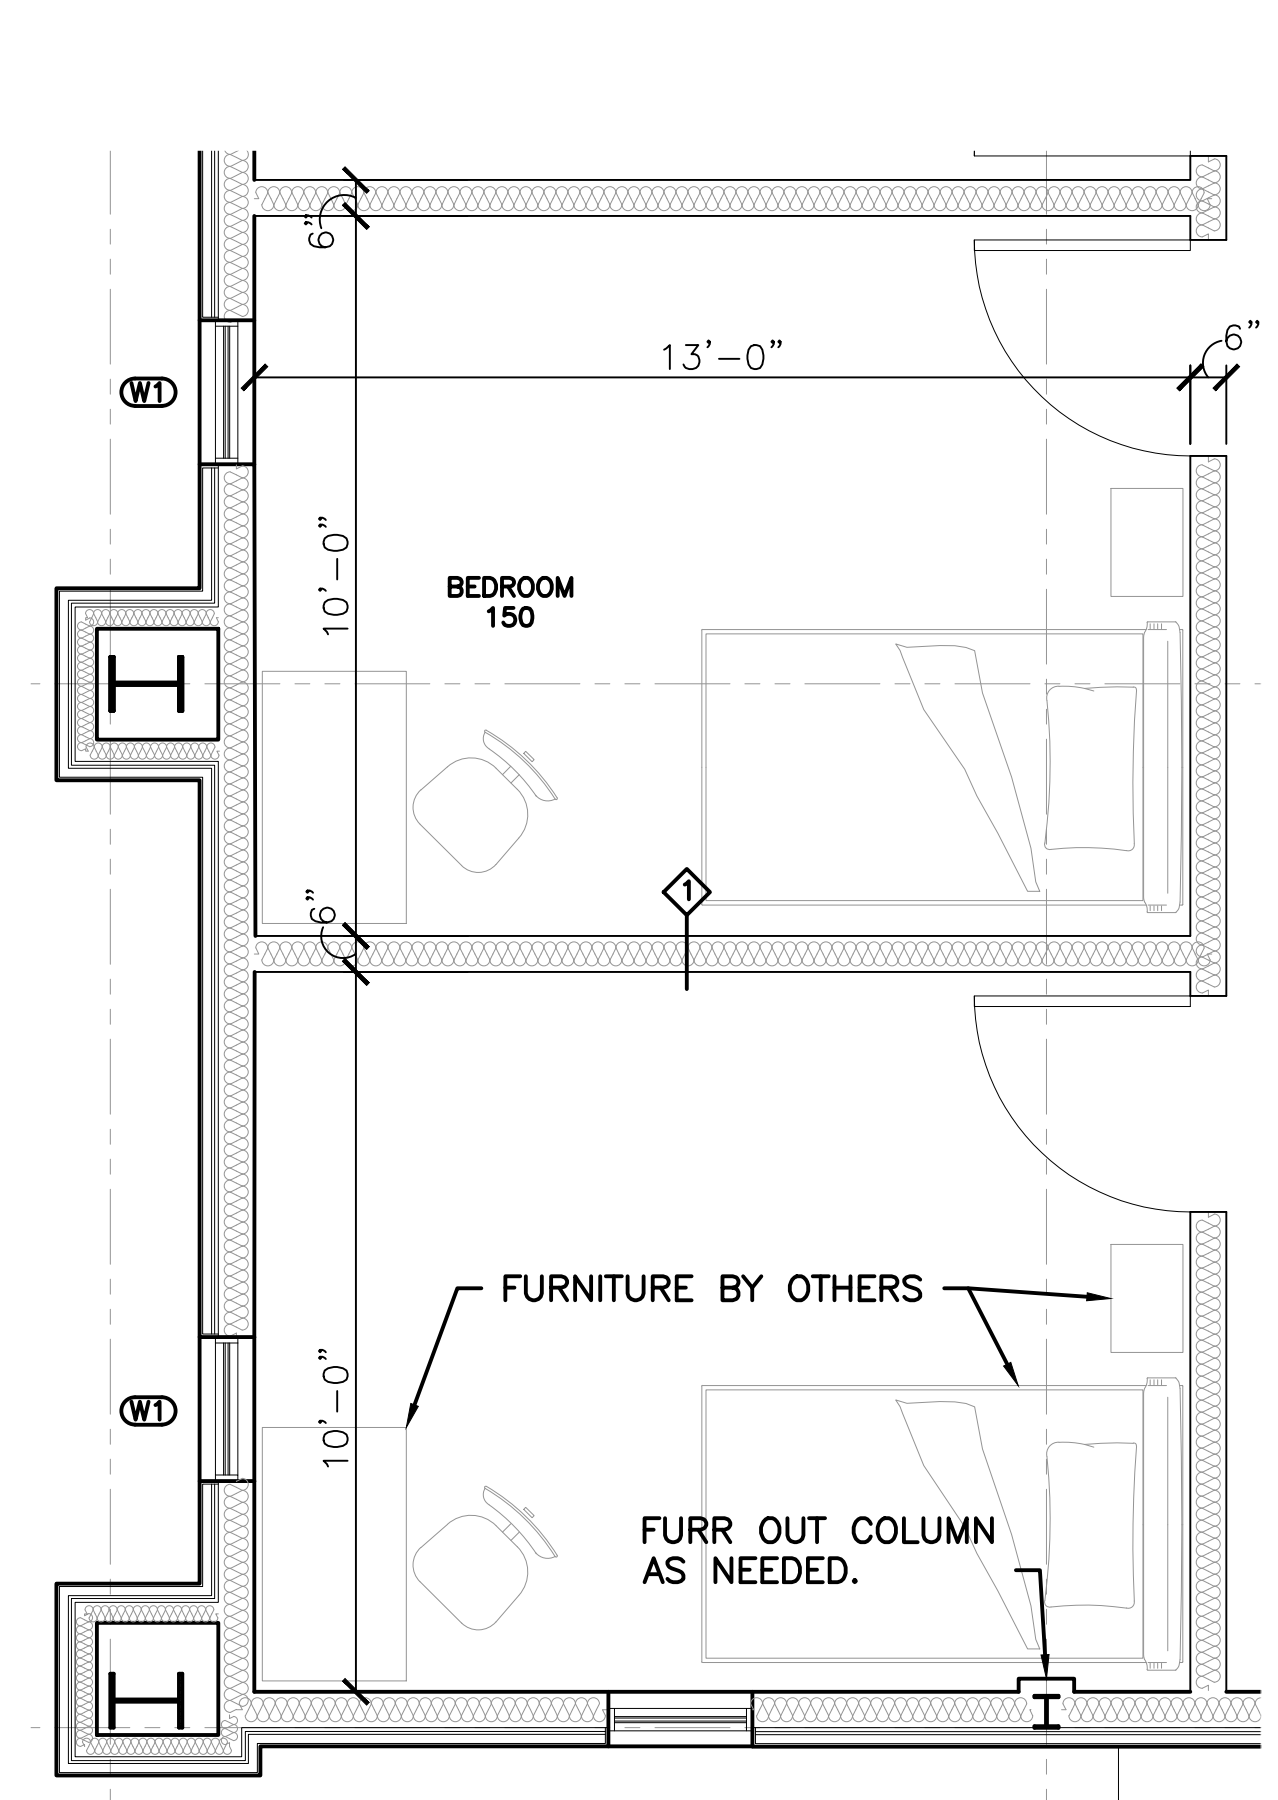 6"
13'-0"
6"
W1
10'-0"
BEDROOM
150
1
6"
FURNITURE BY OTHERS
10'-0"
W1
FURR OUT COLUMN
AS NEEDED.